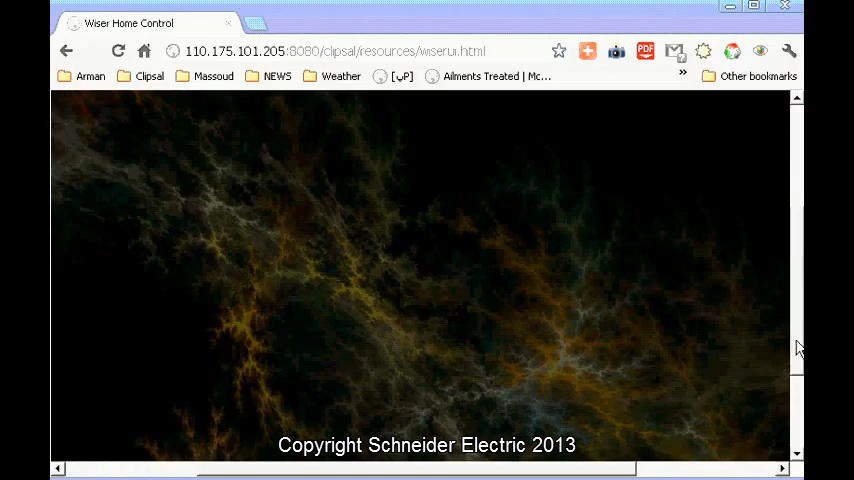 Wiser Home Control
110.175.101.205:8080/clipsal/resources/wiserui.html
PDF
Arman
Clipsal
Massoud
NEWS
Weather
Ailments Treated | Mc...
»
Other bookmarks
Copyright Schneider Electric 2013